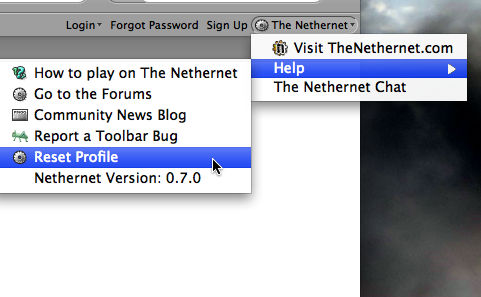 Login Forgot Password Sign Up The Nethernet
Visit TheNethernet.com
Help
The Nethernet Chat
How to play on The Nethernet
Go to the Forums
Community News Blog
Report a Toolbar Bug
Reset Profile
Nethernet Version: 0.7.0